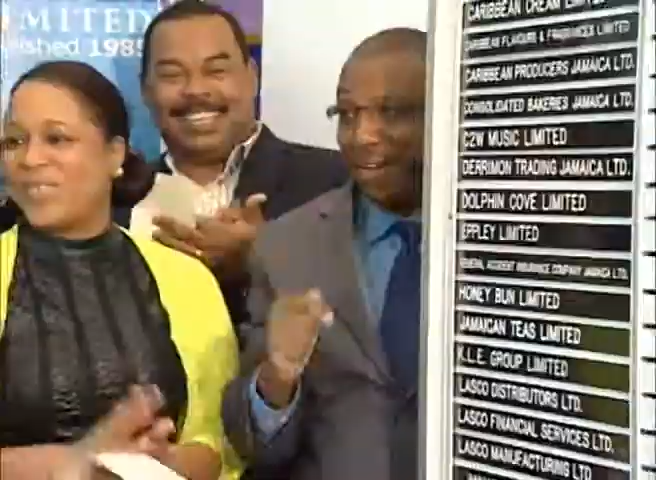 IMITED
shed 1985
CARIBBEAN CREAM LIMITED
CARIBBEAN FLAVOURS & FRAGRANCES LIMITED
CARIBBEAN PRODUCERS JAMAICA LTD.
CONSOLIDATED BAKERIES JAMAICA LTD.
C2W MUSIC LIMITED
DERRIMON TRADING JAMAICA LTD.
DOLPHIN COVE LIMITED
EPPLEY LIMITED
GENERAL ACCIDENT INSURANCE COMPANY JAMAICA LTD.
HONEY BUN LIMITED
JAMAICAN TEAS LIMITED
K.L.E. GROUP LIMITED
LASCO DISTRIBUTORS LTD.
LASCO FINANCIAL SERVICES LTD.
LASCO MANUFACTURING LTD